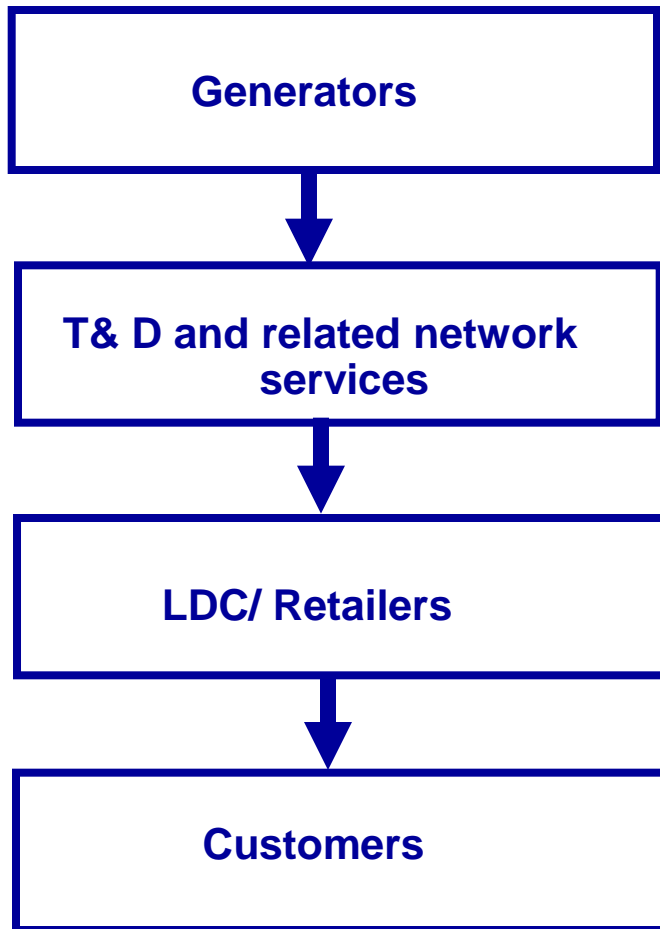 Generators
T& D and related network
services
LDC/ Retailers
Customers